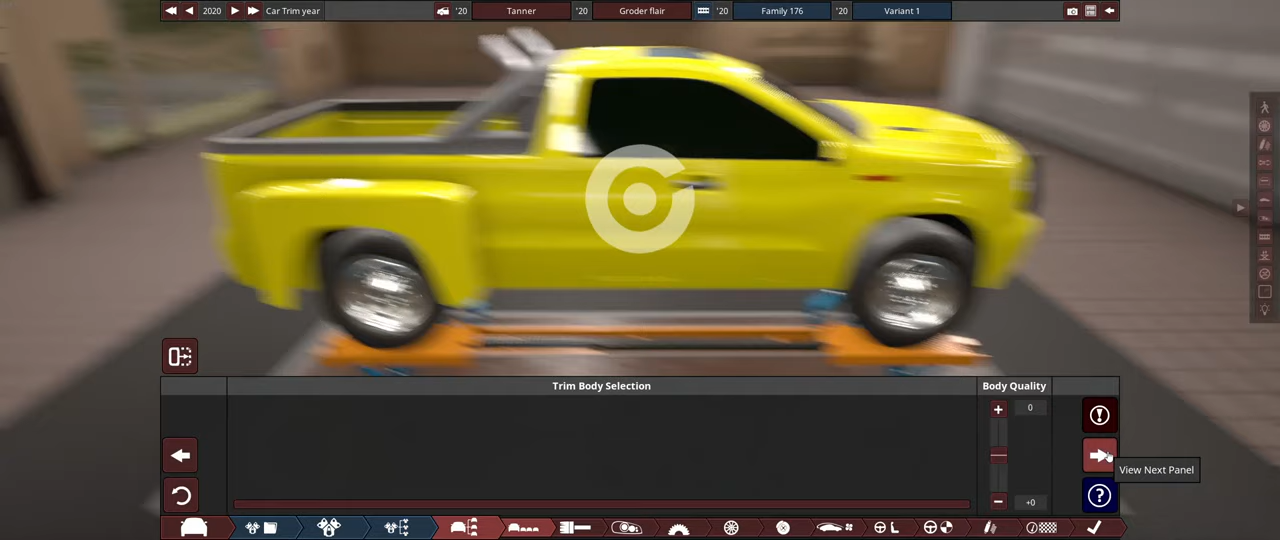 2020 Car Trim year '20 Tanner '20 Groder flair '20 Family 176 '20 Variant 1
Trim Body Selection
Body Quality
0
View Next Panel
+0